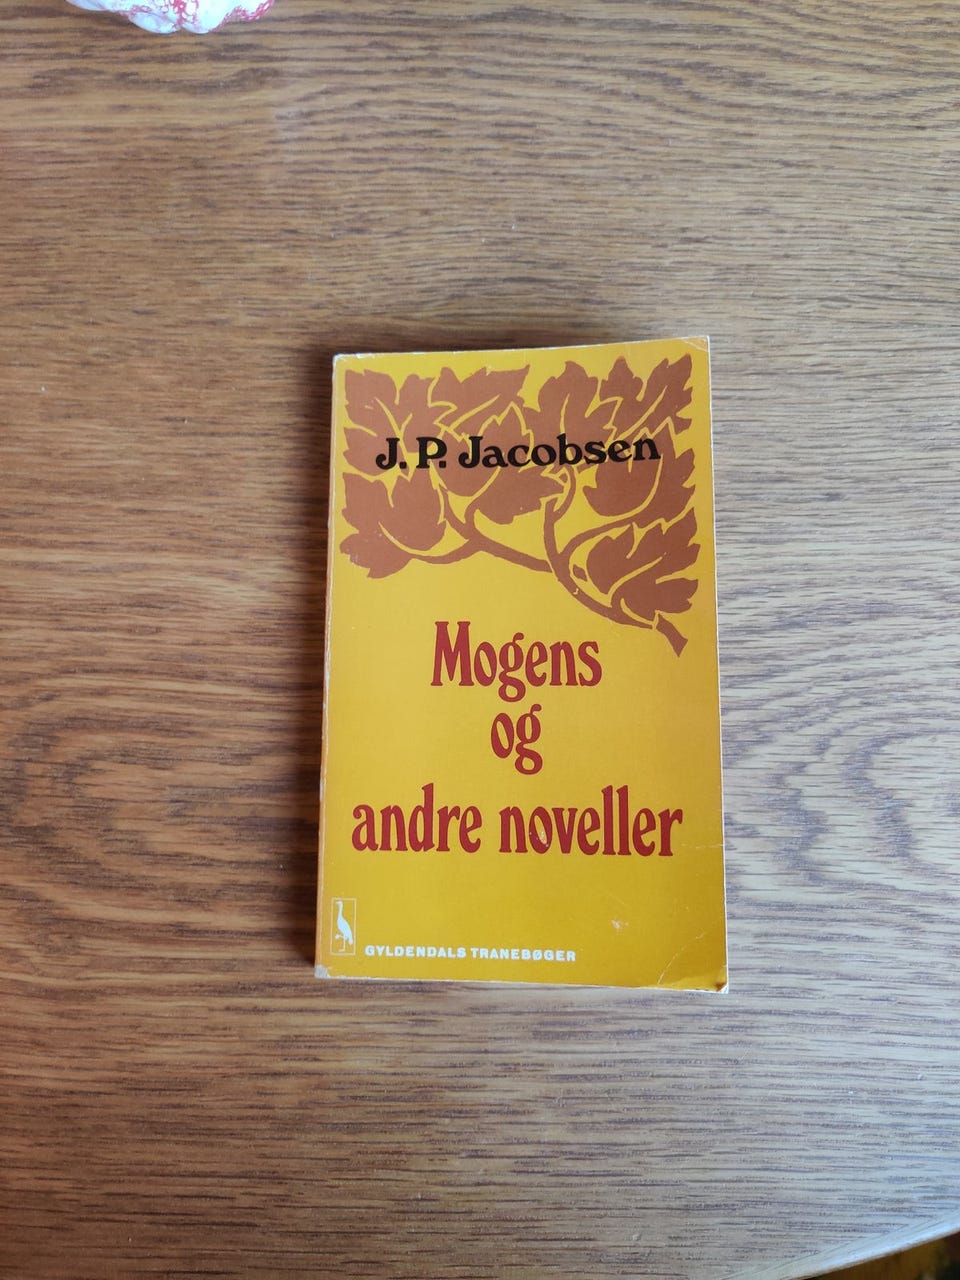 J. P. Jacobsen
Mogens
og
andre noveller
GYLDENDALS TRANEBØGER